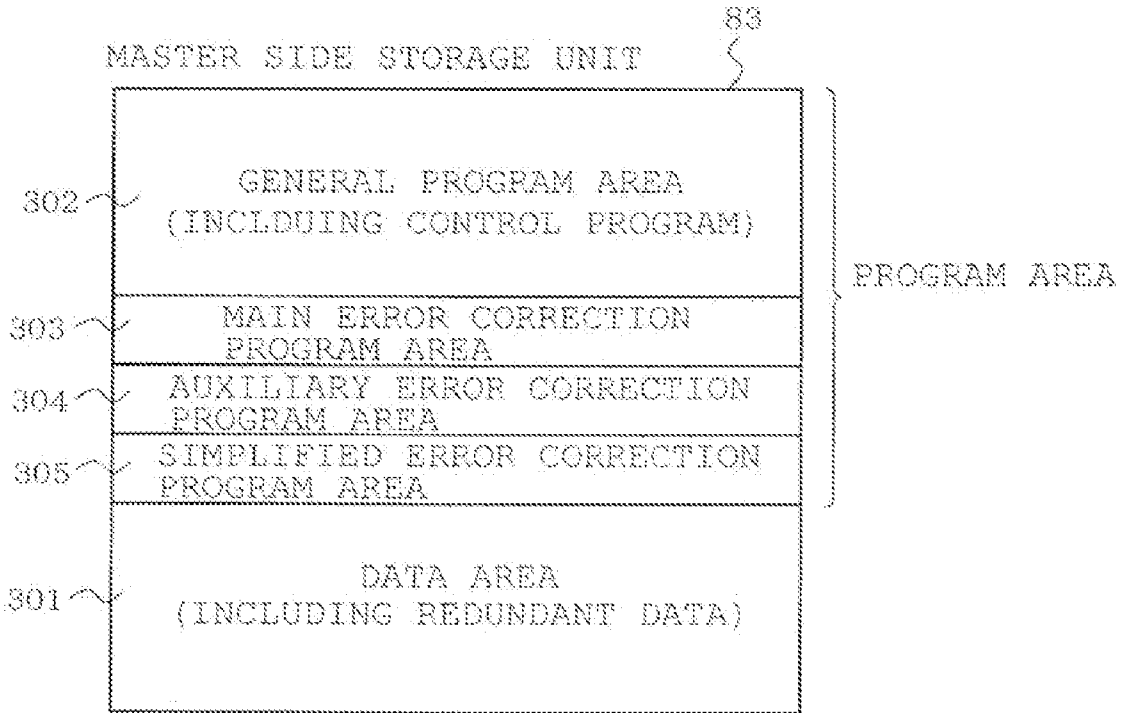 83
MASTER SIDE STORAGE UNIT
302
GENERAL PROGRAM AREA
(INCLDUING CONTROL PROGRAM)
PROGRAM AREA
303
MAIN ERROR CORRECTION
PROGRAM AREA
304
AUXILIARY ERROR CORRECTION
PROGRAM AREA
305
SIMPLIFIED ERROR CORRECTION
PROGRAM AREA
301
DATA AREA
(INCLUDING REDUNDANT DATA)